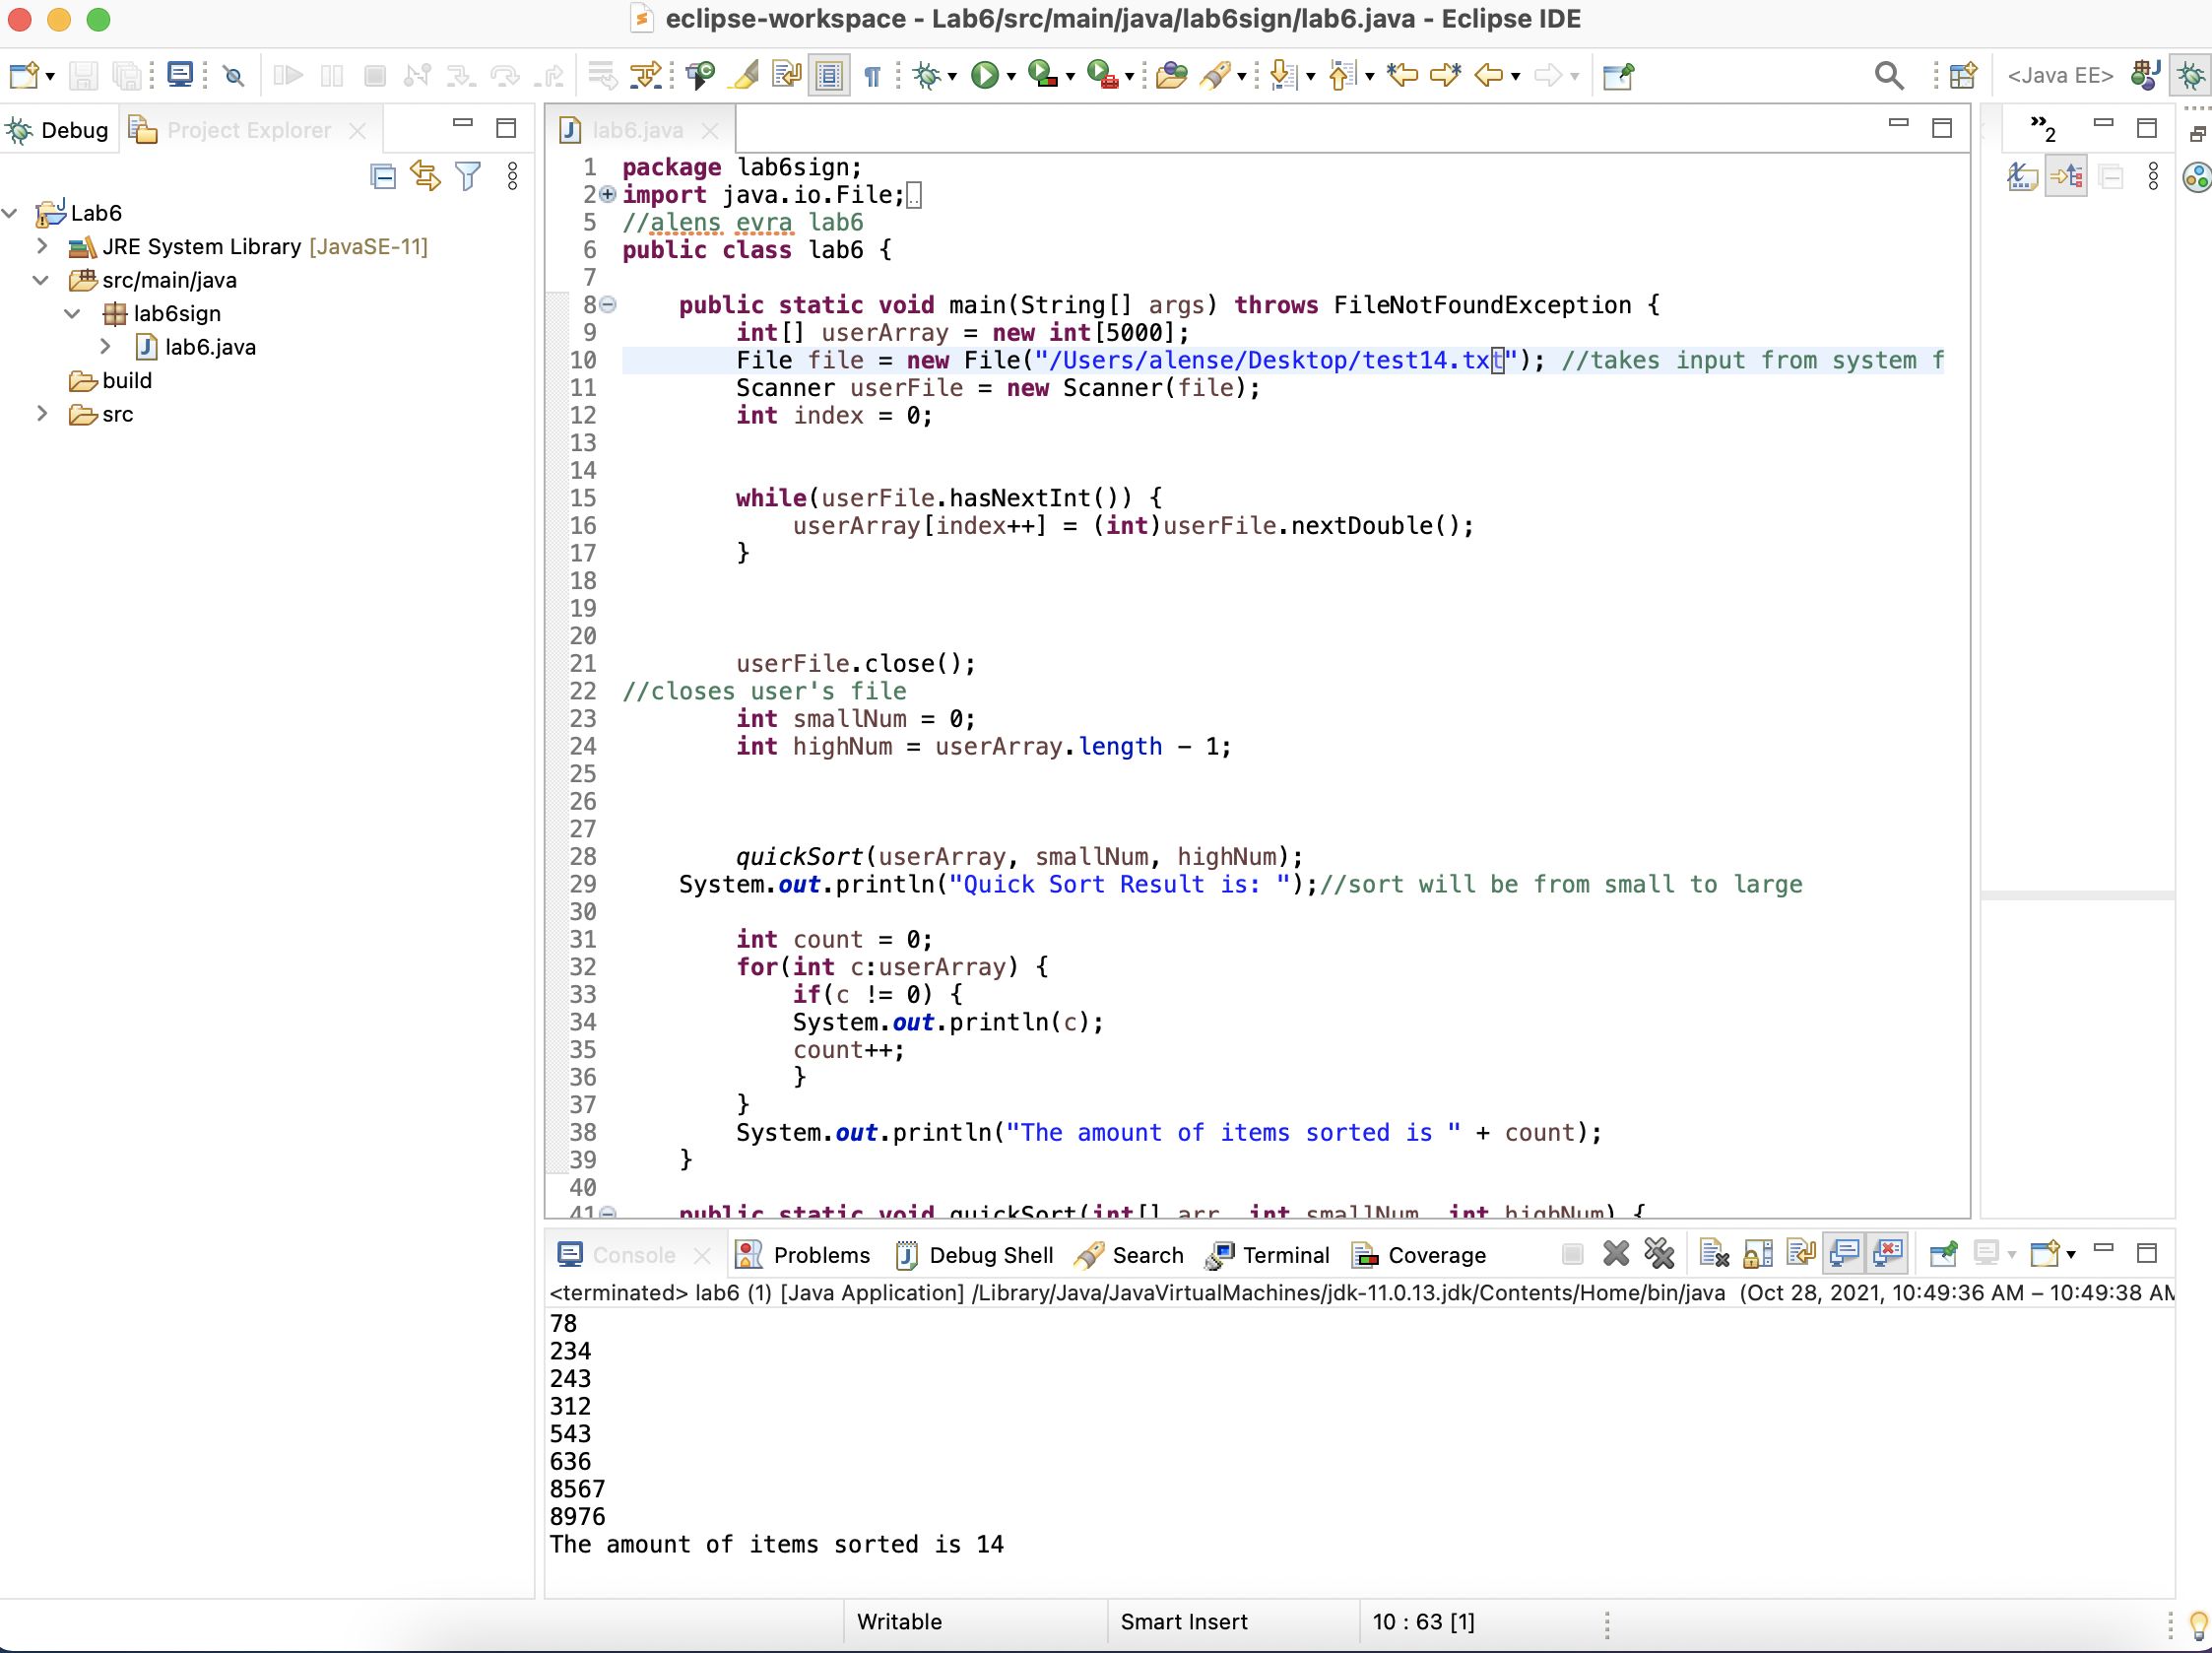 eclipse-workspace - Lab6/src/main/java/lab6sign/lab6.java - Eclipse IDE
<Java EE>
Debug
Project Explorer
lab6.java
2
Lab6
JRE System Library [JavaSE-11]
src/main/java
lab6sign
lab6.java
build
src
1 package lab6sign;
2 import java.io.File;
5 //alens evra lab6
6 public class lab6 {
7
8 public static void main(String[] args) throws FileNotFoundException {
9 int[] userArray = new int[5000];
10 File file = new File("/Users/alense/Desktop/test14.txt"); //takes input from system f
11 Scanner userFile = new Scanner(file);
12 int index = 0;
13
14
15 while(userFile.hasNextInt()) {
16 userArray[index++] = (int)userFile.nextDouble();
17 }
18
19
20
21 userFile.close();
22 //closes user's file
23 int smallNum = 0;
24 int highNum = userArray.length - 1;
25
26
27
28 quickSort(userArray, smallNum, highNum);
29 System.out.println("Quick Sort Result is: ");//sort will be from small to large
30
31 int count = 0;
32 for(int c:userArray) {
33 if(c != 0) {
34 System.out.println(c);
35 count++;
36 }
37 }
38 System.out.println("The amount of items sorted is " + count);
39 }
40
41 public static void quickSort(int[] arr, int smallNum, int highNum) {
Console
Problems
Debug Shell
Search
Terminal
Coverage
<terminated> lab6 (1) [Java Application] /Library/Java/JavaVirtualMachines/jdk-11.0.13.jdk/Contents/Home/bin/java (Oct 28, 2021, 10:49:36 AM – 10:49:38 AM
78
234
243
312
543
636
8567
8976
The amount of items sorted is 14
Writable
Smart Insert
10 : 63 [1]